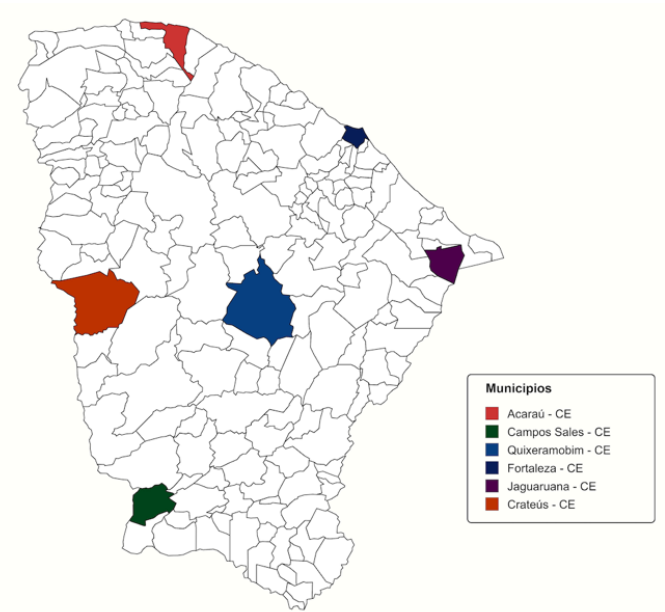 Municipios
Acaraú - CE
Campos Sales - CE
Quixeramobim - CE
Fortaleza - CE
Jaguaruana - CE
Crateús - CE